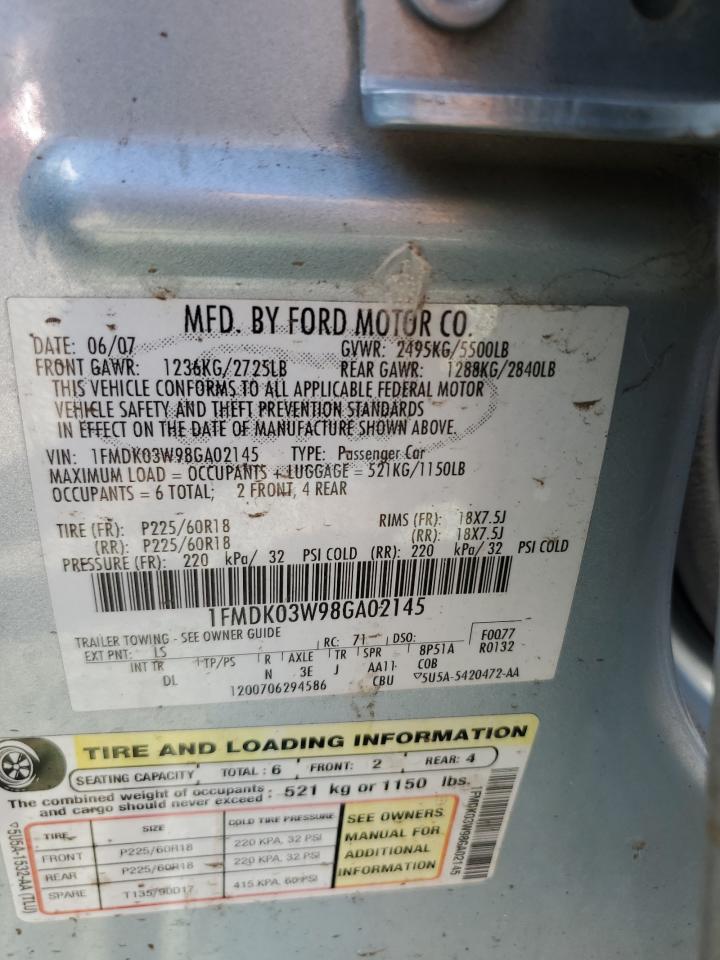 MFD. BY FORD MOTOR CO.
DATE: 06/07 GVWR: 2495KG/5500LB
FRONT GAWR: 1236KG/2725LB REAR GAWR: 1288KG/2840LB
THIS VEHICLE CONFORMS TO ALL APPLICABLE FEDERAL MOTOR
VEHICLE SAFETY AND THEFT PREVENTION STANDARDS
IN EFFECT ON THE DATE OF MANUFACTURE SHOWN ABOVE.
VIN: 1FMDK03W98GA02145 TYPE: Passenger Car
MAXIMUM LOAD = OCCUPANTS + LUGGAGE = 521KG/1150LB
OCCUPANTS = 6 TOTAL; 2 FRONT, 4 REAR
TIRE (FR): P225/60R18 RIMS (FR): 18X7.5J
(RR): P225/60R18 (RR): 18X7.5J
PRESSURE (FR): 220 kPa/ 32 PSI COLD (RR): 220 kPa/ 32 PSI COLD
1FMDK03W98GA02145
TRAILER TOWING - SEE OWNER GUIDE
EXT PNT: LS RC: 71 DSO: F0077
INT TR TP/PS R AXLE TR SPR 8P51A R0132
DL N 3E J AA11 COB
1200706294586 CBU ▽5U5A-5420472-AA
TIRE AND LOADING INFORMATION
SEATING CAPACITY TOTAL : 6 FRONT: 2 REAR: 4
The combined weight of occupants
and cargo should never exceed : 521 kg or 1150 lbs.
TIRE SIZE COLD TIRE PRESSURE
FRONT P225/60R18 220 KPA, 32 PSI
REAR P225/60R18 220 KPA, 32 PSI
SPARE T135/90D17 415 KPA, 60 PSI
SEE OWNERS
MANUAL FOR
ADDITIONAL
INFORMATION
▽5U5A-1532-AA (TLU)
1FMDK03W98GA02145